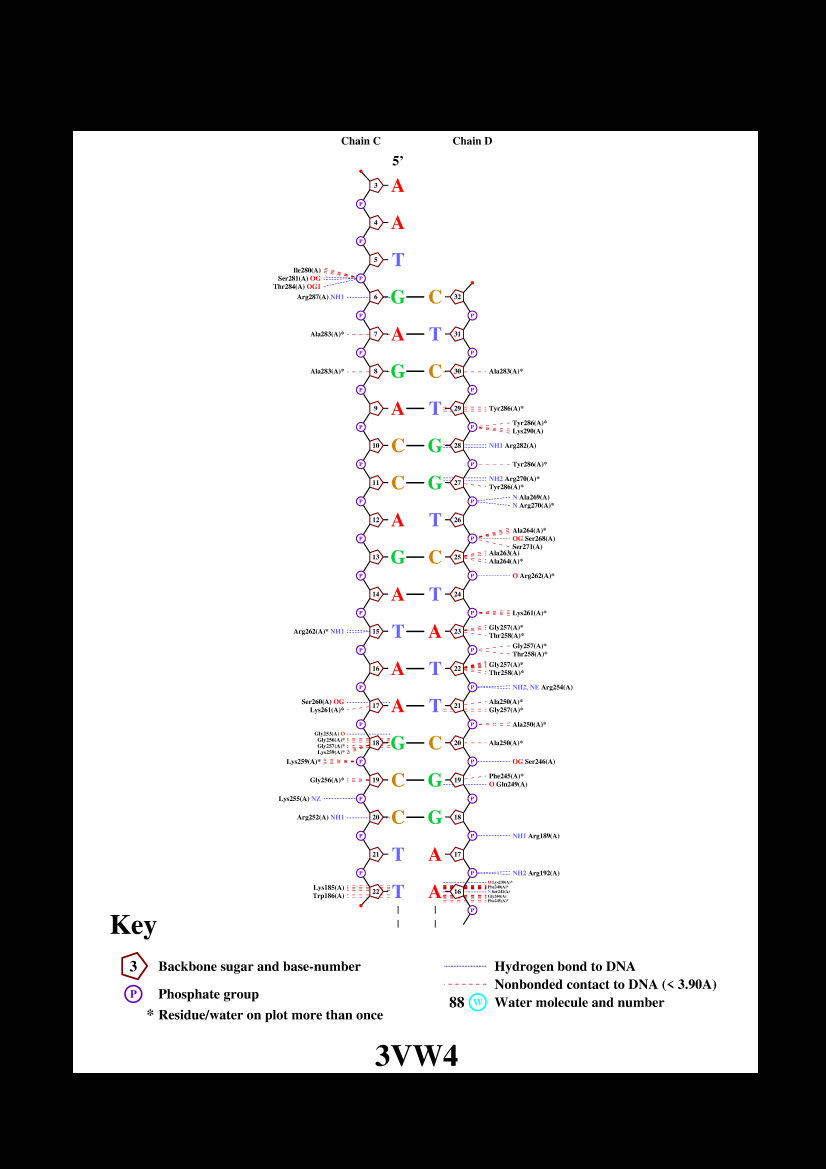 Chain C Chain D
5’
3 A
P
4 A
P
5 T
Ile280(A)
Ser281(A) OG P
Thr284(A) OG1
Arg287(A) NH1 6 G C 32
P P
Ala283(A)* 7 A T 31
P P
Ala283(A)* 8 G C 30 Ala283(A)*
P P
9 A T 29 Tyr286(A)*
Tyr286(A)*
P P Lys290(A)
10 C G 28 NH1 Arg282(A)
P P Tyr286(A)*
NH2 Arg270(A)*
11 C G 27 Tyr286(A)*
N Ala269(A)
P P N Arg270(A)*
12 A T 26
Ala264(A)*
P P OG Ser268(A)
Ser271(A)
Ala263(A)
13 G C 25 Ala264(A)*
P P O Arg262(A)*
14 A T 24
P P Lys261(A)*
Gly257(A)*
Arg262(A)* NH1 15 T A 23 Thr258(A)*
Gly257(A)*
P P Thr258(A)*
Gly257(A)*
16 A T 22 Thr258(A)*
P P NH2, NE Arg254(A)
Ser260(A) OG Ala250(A)*
Lys261(A)* 17 A T 21 Gly257(A)*
P P Ala250(A)*
Gly253(A) O
Gly256(A)*
Gly257(A)* 18 G C 20 Ala250(A)*
Lys259(A)*
Lys259(A)* P P OG Ser246(A)
Phe245(A)*
Gly256(A)* 19 C G 19 O Gln249(A)
Lys255(A) NZ P P
Arg252(A) NH1 20 C G 18
P P NH1 Arg189(A)
21 T A 17
P P NH2 Arg192(A)
Lys185(A)
Trp186(A) 22 T A 16
P
Key
3 Backbone sugar and base-number
P Phosphate group
* Residue/water on plot more than once
Hydrogen bond to DNA
Nonbonded contact to DNA (< 3.90A)
88 W Water molecule and number
3VW4